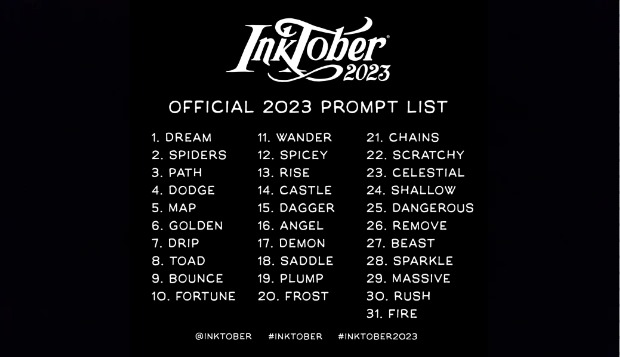 InkTober
2023
OFFICIAL 2023 PROMPT LIST
1. DREAM
2. SPIDERS
3. PATH
4. DODGE
5. MAP
6. GOLDEN
7. DRIP
8. TOAD
9. BOUNCE
10. FORTUNE
11. WANDER
12. SPICEY
13. RISE
14. CASTLE
15. DAGGER
16. ANGEL
17. DEMON
18. SADDLE
19. PLUMP
20. FROST
21. CHAINS
22. SCRATCHY
23. CELESTIAL
24. SHALLOW
25. DANGEROUS
26. REMOVE
27. BEAST
28. SPARKLE
29. MASSIVE
30. RUSH
31. FIRE
@INKTOBER #INKTOBER #INKTOBER2023